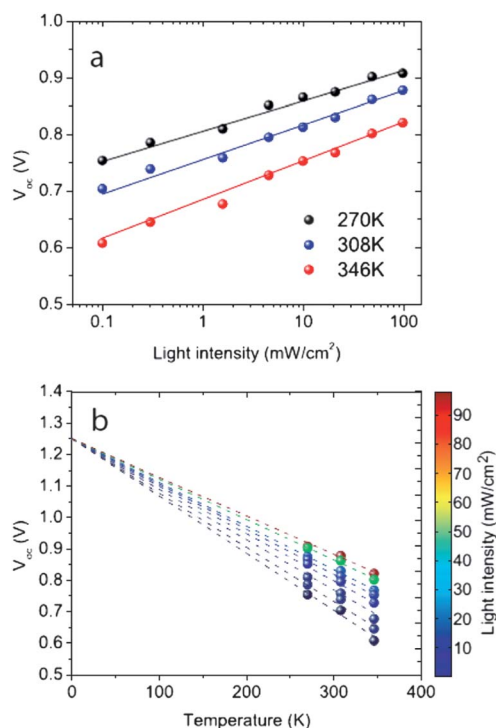 a
1.0
0.9
0.8
0.7
0.6
0.5
V_oc (V)
270K
308K
346K
0.1 1 10 100
Light intensity (mW/cm²)
b
1.4
1.3
1.2
1.1
1.0
0.9
0.8
0.7
0.6
0.5
V_oc (V)
0 100 200 300 400
Temperature (K)
90
80
70
60
50
40
30
20
10
Light intensity (mW/cm²)